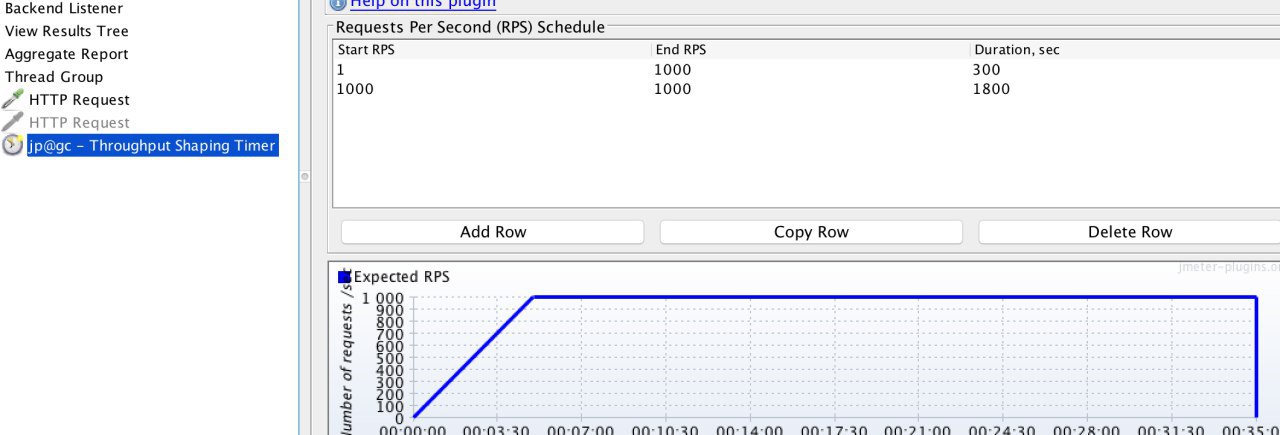 Backend Listener
View Results Tree
Aggregate Report
Thread Group
HTTP Request
HTTP Request
jp@gc - Throughput Shaping Timer
Help on this plugin
Requests Per Second (RPS) Schedule
Start RPS End RPS Duration, sec
1 1000 300
1000 1000 1800
Add Row Copy Row Delete Row
jmeter-plugins.o
Expected RPS
Number of requests /s
1 000
900
800
700
600
500
400
300
200
100
0
00:00:00 00:03:30 00:07:00 00:10:30 00:14:00 00:17:30 00:21:00 00:24:30 00:28:00 00:31:30 00:35:0